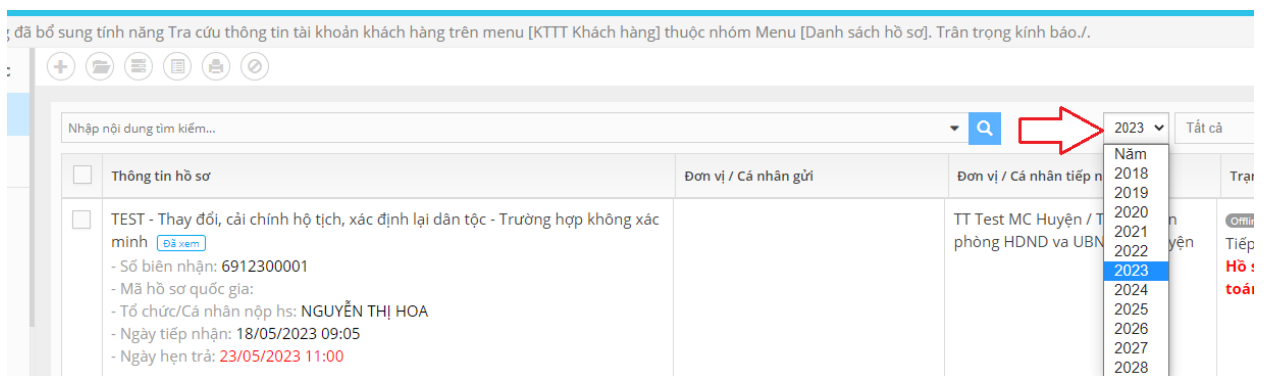 đã bổ sung tính năng Tra cứu thông tin tài khoản khách hàng trên menu [KTTT Khách hàng] thuộc nhóm Menu [Danh sách hồ sơ]. Trân trọng kính báo./.
Nhập nội dung tìm kiếm...
2023
Tất cả
Thông tin hồ sơ
Đơn vị / Cá nhân gửi
Đơn vị / Cá nhân tiếp n
Năm
2018
2019
2020
2021
2022
2023
2024
2025
2026
2027
2028
TEST - Thay đổi, cải chính hộ tịch, xác định lại dân tộc - Trường hợp không xác
minh Đã xem
- Số biên nhận: 6912300001
- Mã hồ sơ quốc gia:
- Tổ chức/Cá nhân nộp hs: NGUYỄN THỊ HOA
- Ngày tiếp nhận: 18/05/2023 09:05
- Ngày hẹn trả: 23/05/2023 11:00
TT Test MC Huyện / T
phòng HDND va UBN
Tiếp
Hồ